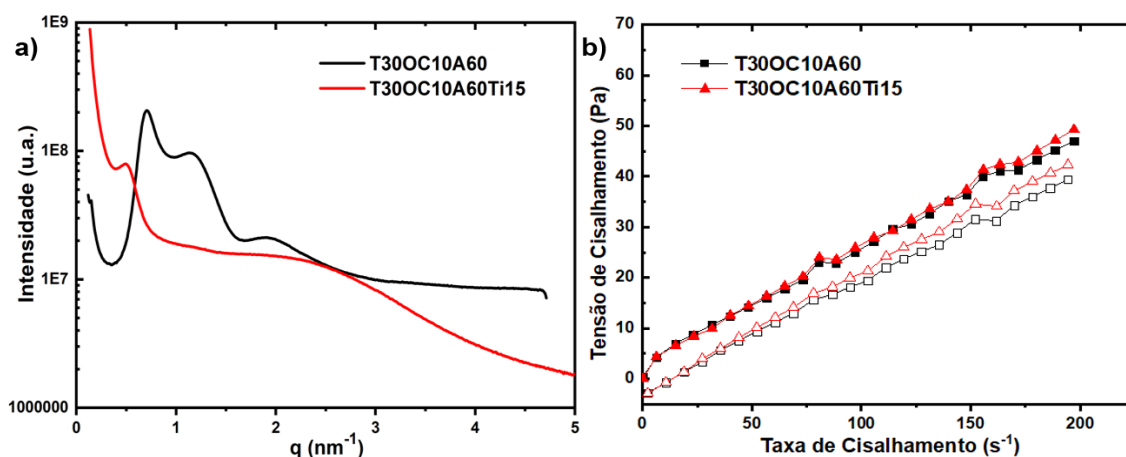 a)
1E9
1E8
1E7
1000000
Intensidade (u.a.)
T30OC10A60
T30OC10A60Ti15
0 1 2 3 4 5
q (nm⁻¹)
b)
70
60
50
40
30
20
10
0
Tensão de Cisalhamento (Pa)
T30OC10A60
T30OC10A60Ti15
0 50 100 150 200
Taxa de Cisalhamento (s⁻¹)